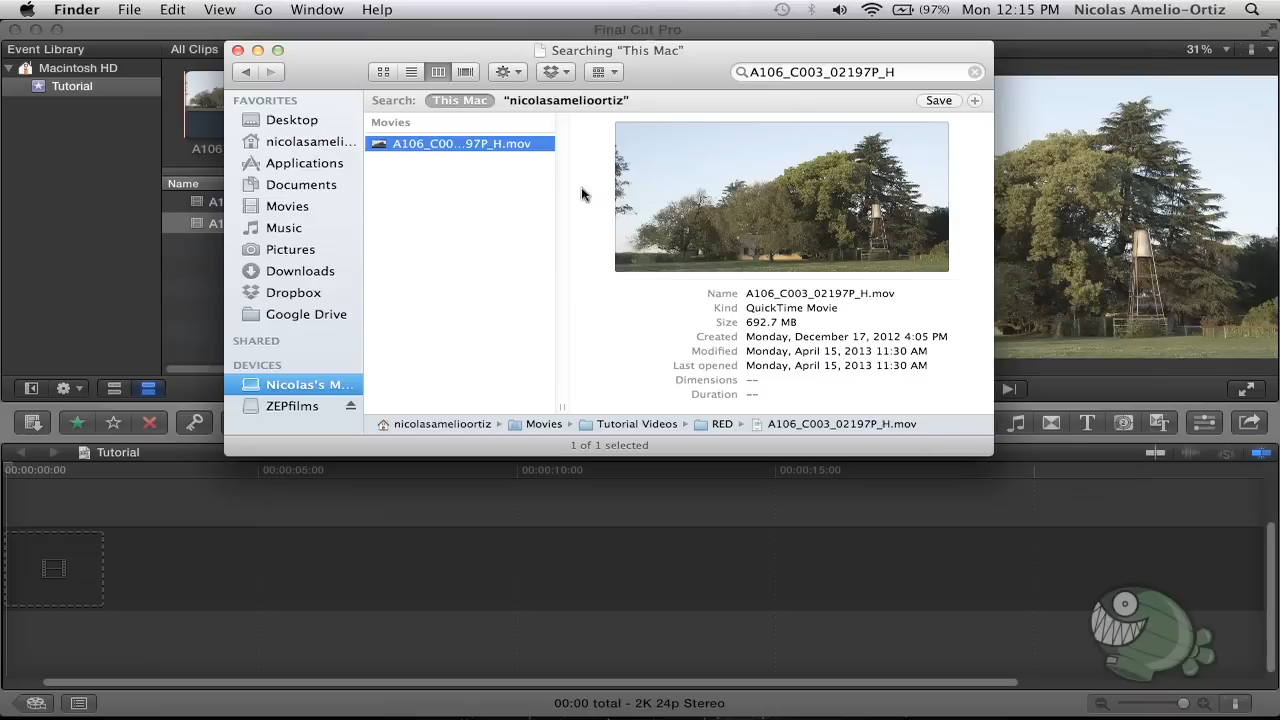 Finder File Edit View Go Window Help (97%) Mon 12:15 PM Nicolas Amelio-Ortiz
Final Cut Pro
Event Library All Clips 31%
Searching "This Mac"
Macintosh HD
Tutorial
A106_C003_02197P_H
FAVORITES
Search: This Mac "nicolasamelioortiz" Save
Desktop
Movies
nicolasameli...
A106_C00...97P_H.mov
A106
Applications
Name
Documents
A1
Movies
A1
Music
Pictures
Downloads
Dropbox
Google Drive
SHARED
DEVICES
Nicolas's M...
ZEPfilms
Name A106_C003_02197P_H.mov
Kind QuickTime Movie
Size 692.7 MB
Created Monday, December 17, 2012 4:05 PM
Modified Monday, April 15, 2013 11:30 AM
Last opened Monday, April 15, 2013 11:30 AM
Dimensions --
Duration --
nicolasamelioortiz Movies Tutorial Videos RED A106_C003_02197P_H.mov
1 of 1 selected
Tutorial
00:00:00:00 00:00:05:00 00:00:10:00 00:00:15:00
00:00 total - 2K 24p Stereo